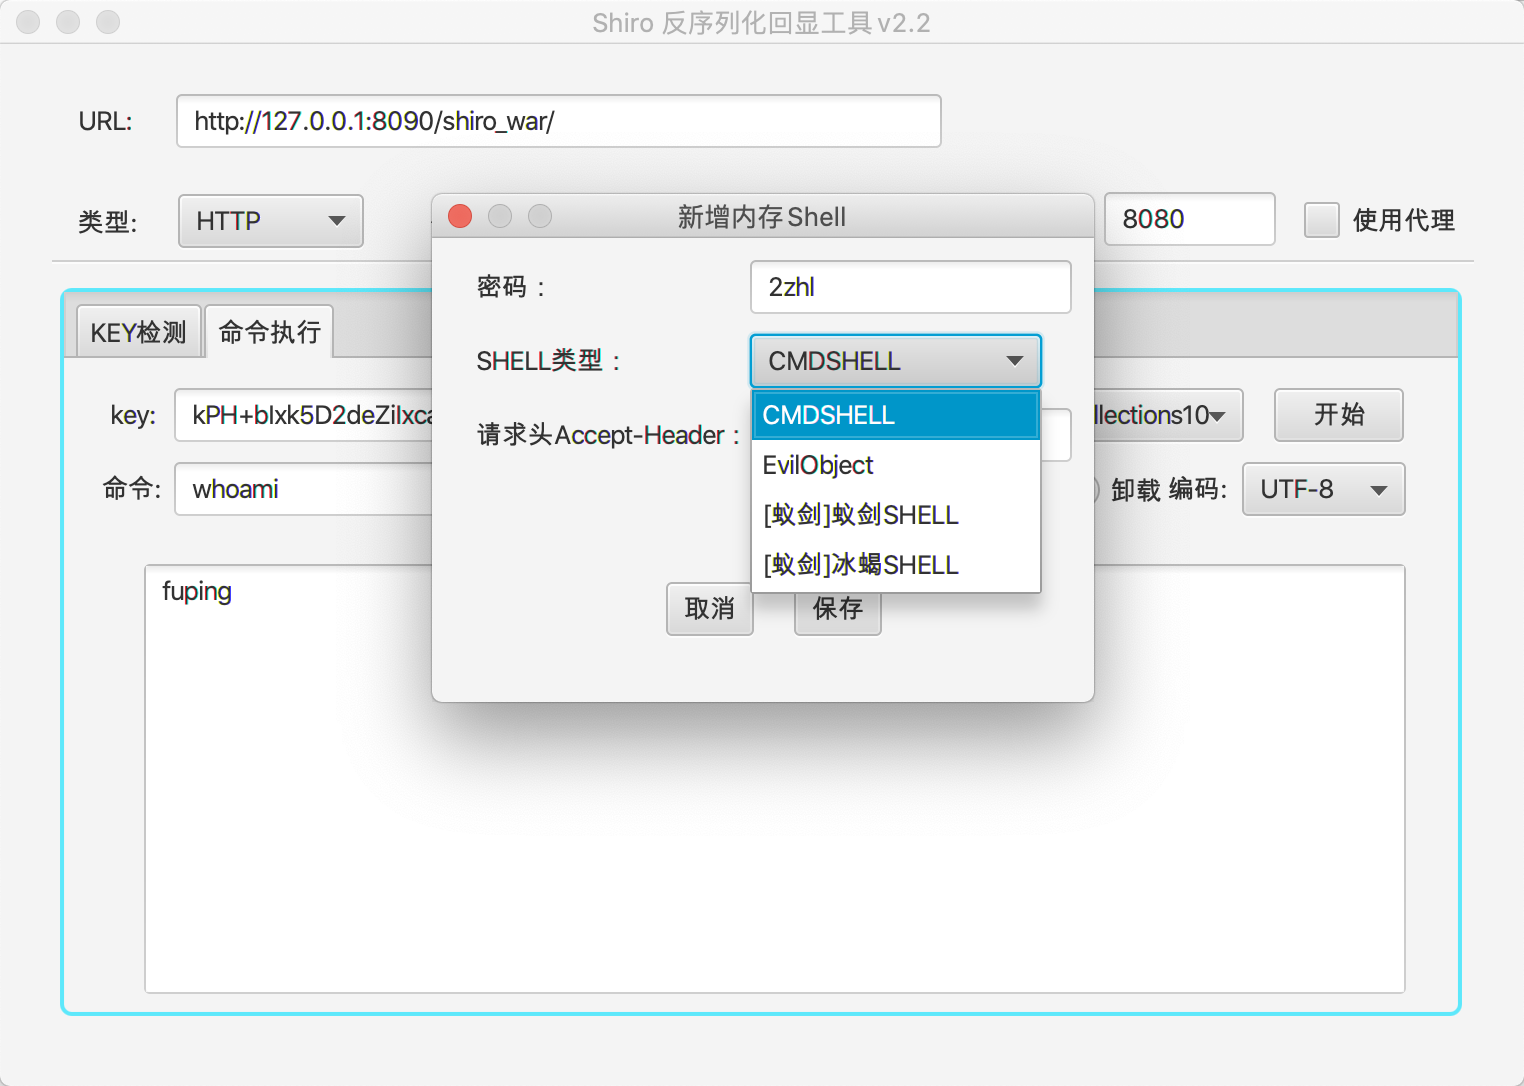 Shiro 反序列化回显工具v2.2
URL:
http://127.0.0.1:8090/shiro_war/
类型:
HTTP
8080
使用代理
新增内存Shell
密码：
2zhl
SHELL类型：
CMDSHELL
请求头Accept-Header：
CMDSHELL
EvilObject
[蚁剑]蚁剑SHELL
[蚁剑]冰蝎SHELL
取消
保存
KEY检测
命令执行
key:
kPH+bIxk5D2deZiIxca
llections10
开始
命令:
whoami
卸载
编码:
UTF-8
fuping